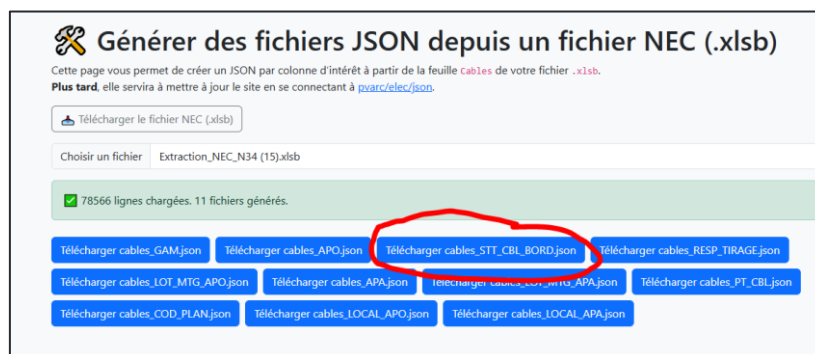 🛠 Générer des fichiers JSON depuis un fichier NEC (.xlsb)
Cette page vous permet de créer un JSON par colonne d'intérêt à partir de la feuille Cables de votre fichier .xlsb.
Plus tard, elle servira à mettre à jour le site en se connectant à pvarc/elec/json.
📥 Télécharger le fichier NEC (.xlsb)
Choisir un fichier Extraction_NEC_N34 (15).xlsb
✅ 78566 lignes chargées. 11 fichiers générés.
Télécharger cables_GAM.json Télécharger cables_APO.json Télécharger cables_STT_CBL_BORD.json Télécharger cables_RESP_TIRAGE.json
Télécharger cables_LOT_MTG_APO.json Télécharger cables_APA.json Télécharger cables_LOT_MTG_APA.json Télécharger cables_PT_CBL.json
Télécharger cables_COD_PLAN.json Télécharger cables_LOCAL_APO.json Télécharger cables_LOCAL_APA.json